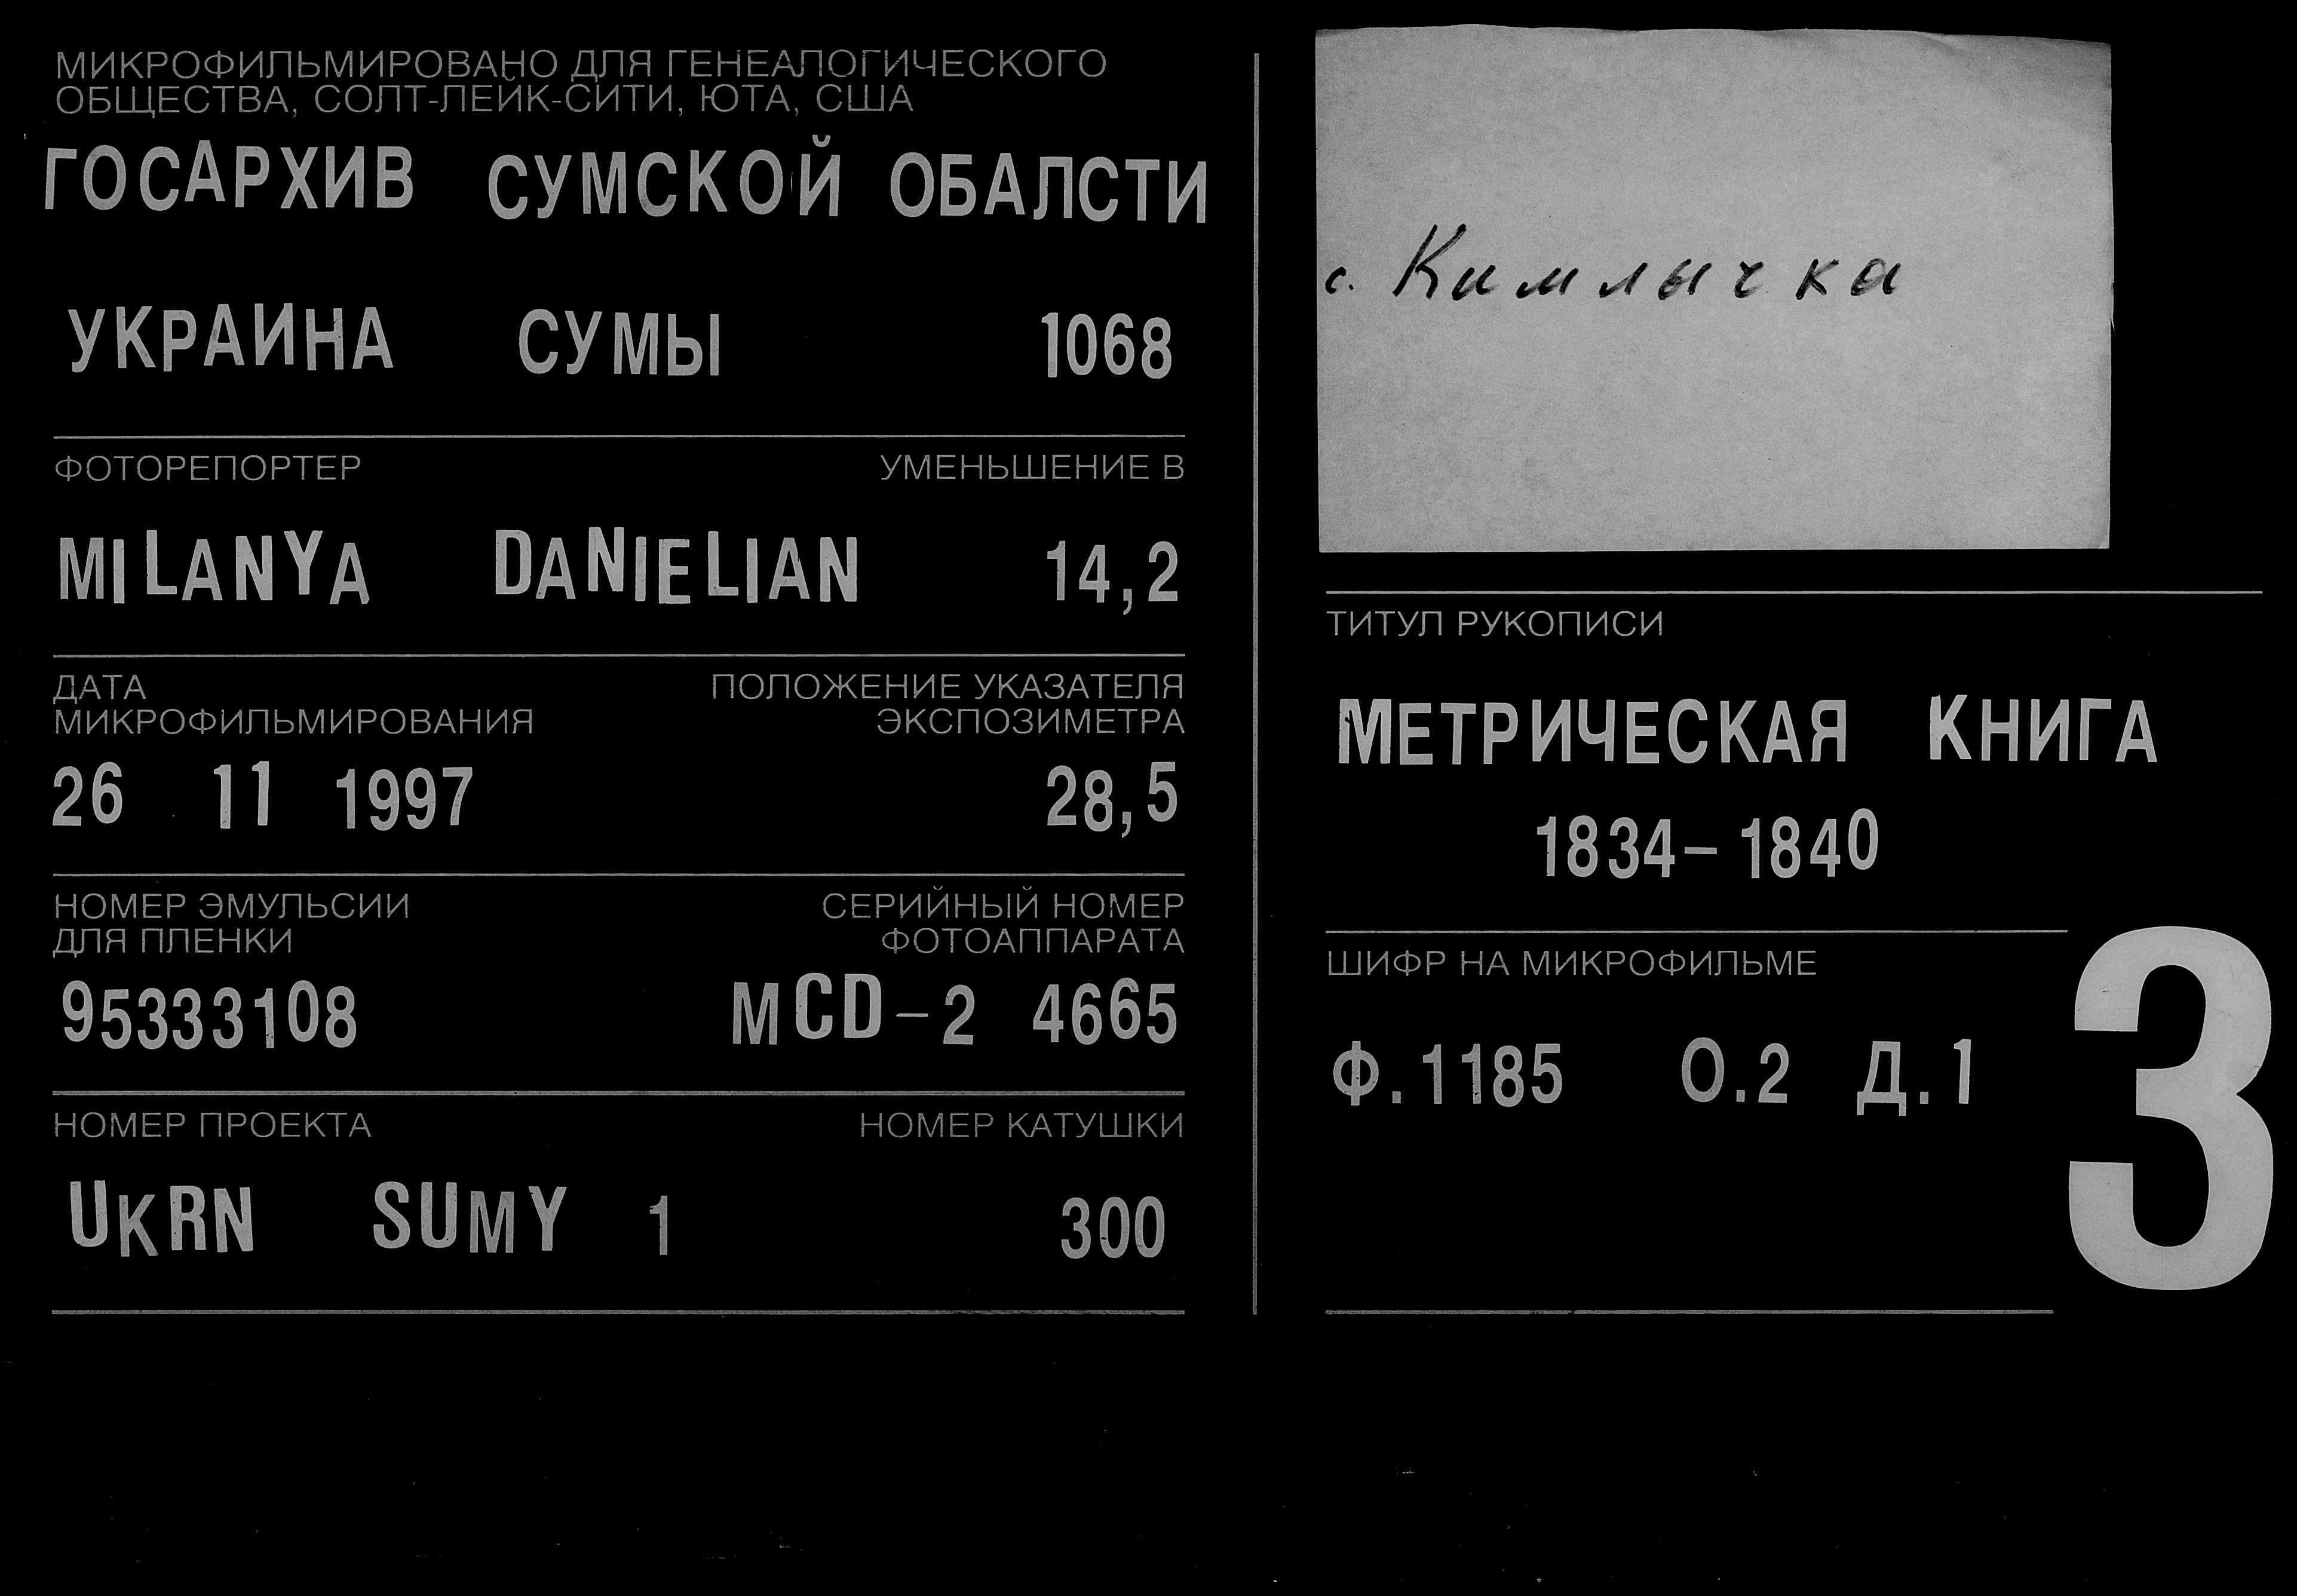 МИКРОФИЛЬМИРОВАНО ДЛЯ ГЕНЕАЛОГИЧЕСКОГО
ОБЩЕСТВА, СОЛТ-ЛЕЙК-СИТИ, ЮТА, США
ГОСАРХИВ СУМСКОЙ ОБАЛСТИ
УКРАИНА СУМЫ 1068
ФОТОРЕПОРТЕР УМЕНЬШЕНИЕ В
MILANYA DANIELIAN 14,2
ДАТА ПОЛОЖЕНИЕ УКАЗАТЕЛЯ
МИКРОФИЛЬМИРОВАНИЯ ЭКСПОЗИМЕТРА
26 11 1997 28,5
НОМЕР ЭМУЛЬСИИ СЕРИЙНЫЙ НОМЕР
ДЛЯ ПЛЕНКИ ФОТОАППАРАТА
95333108 MCD-2 4665
НОМЕР ПРОЕКТА НОМЕР КАТУШКИ
UKRN SUMY 1 300
с. Кимлычка
ТИТУЛ РУКОПИСИ
МЕТРИЧЕСКАЯ КНИГА
1834-1840
ШИФР НА МИКРОФИЛЬМЕ
Ф.1185 О.2 Д.1
3